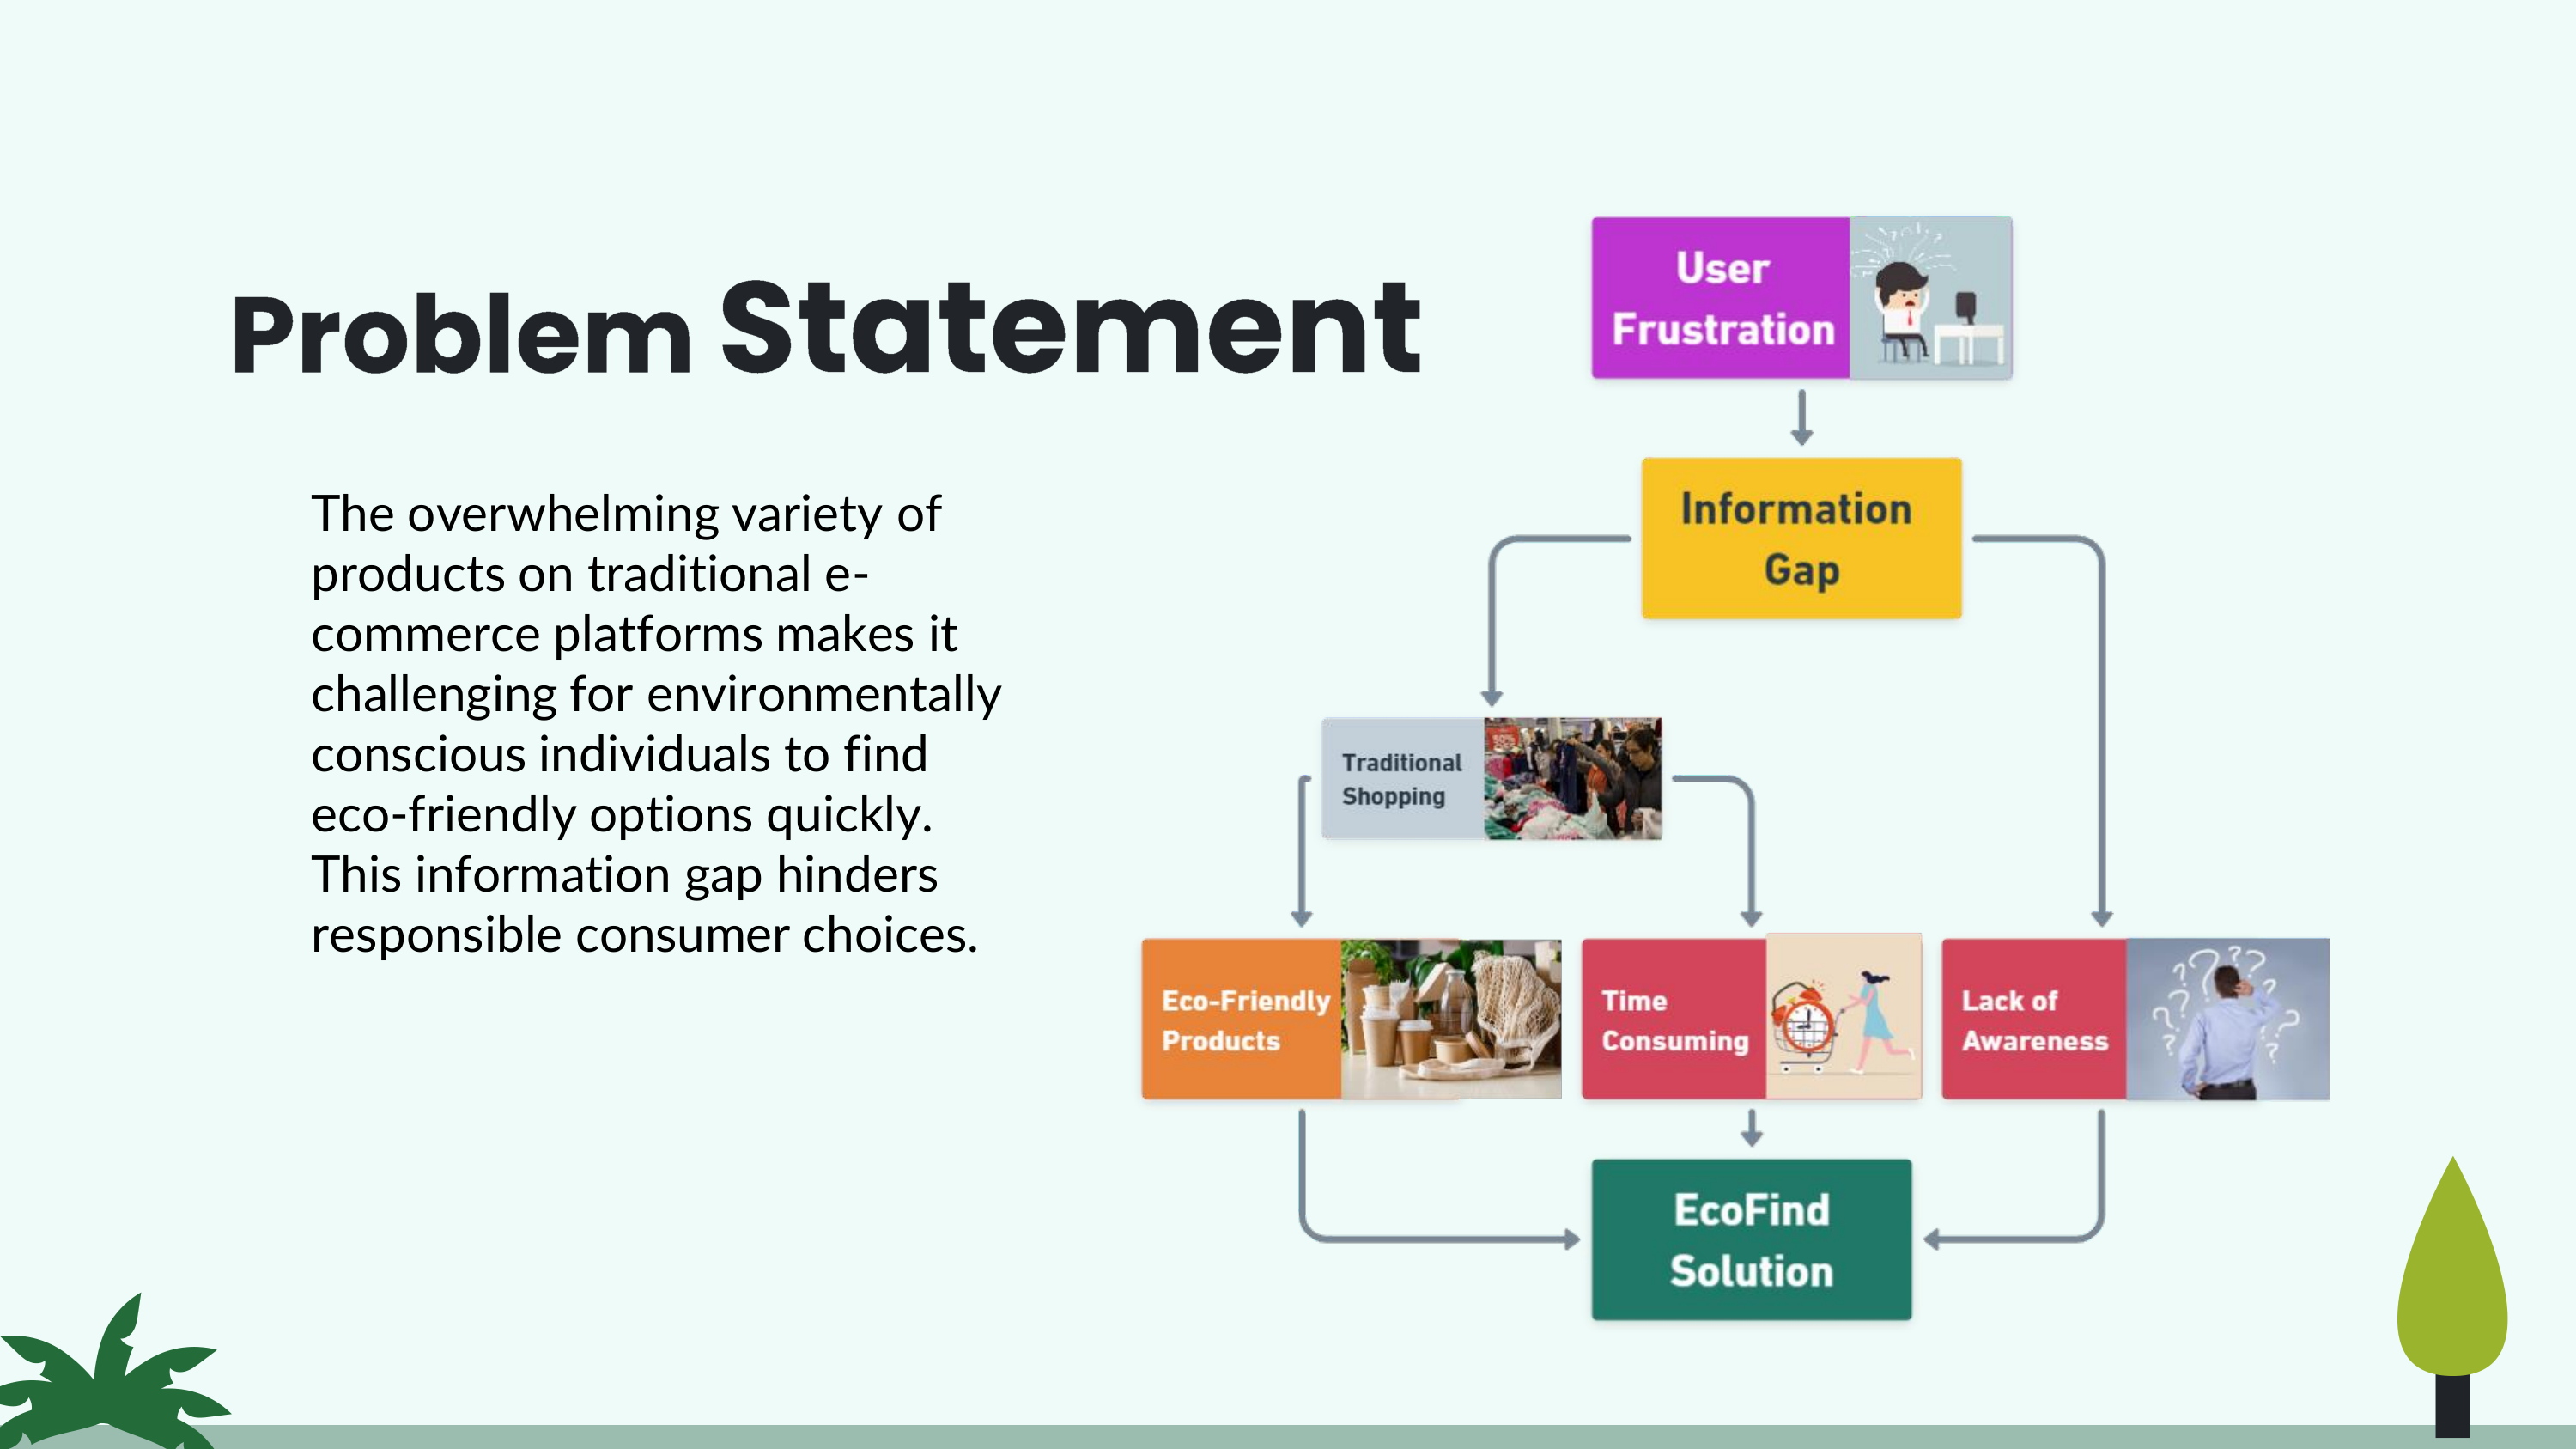 Problem Statement
The overwhelming variety of
products on traditional e-
commerce platforms makes it
challenging for environmentally
conscious individuals to find
eco-friendly options quickly.
This information gap hinders
responsible consumer choices.
User
Frustration
Information
Gap
Traditional
Shopping
50%
Eco-Friendly
Products
Time
Consuming
Lack of
Awareness
EcoFind
Solution